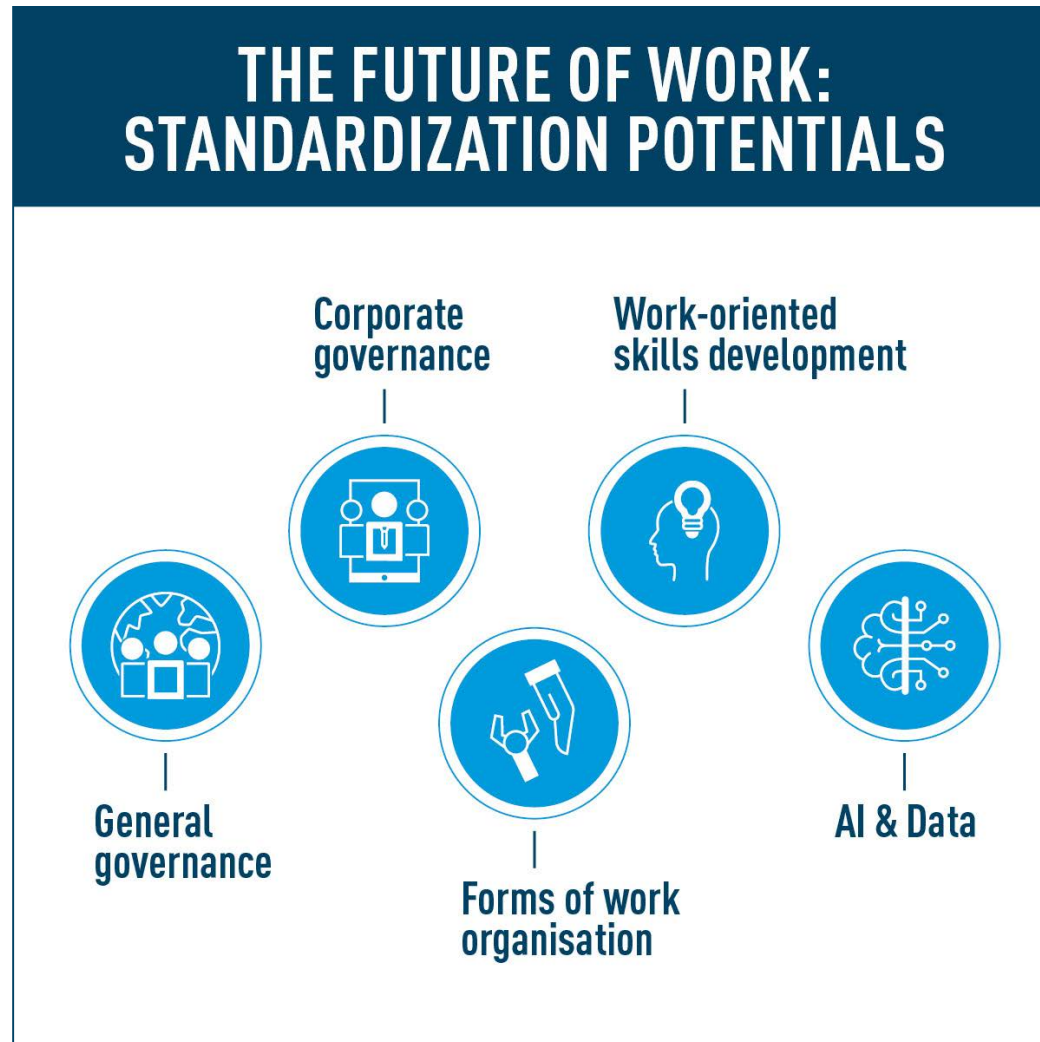 THE FUTURE OF WORK:
STANDARDIZATION POTENTIALS
Corporate
governance
Work-oriented
skills development
General
governance
Forms of work
organisation
AI & Data